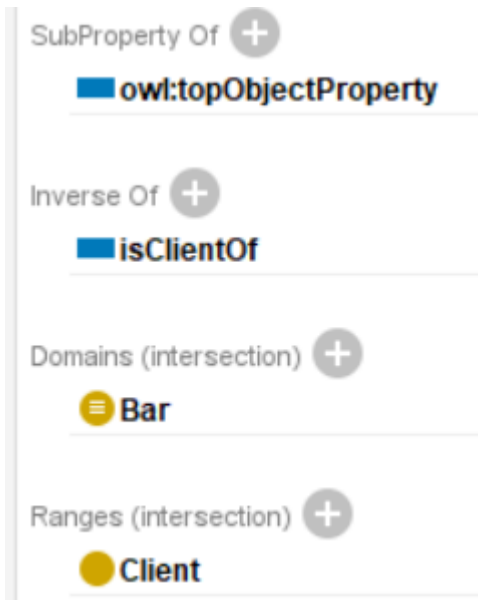 SubProperty Of
owl:topObjectProperty
Inverse Of
isClientOf
Domains (intersection)
Bar
Ranges (intersection)
Client